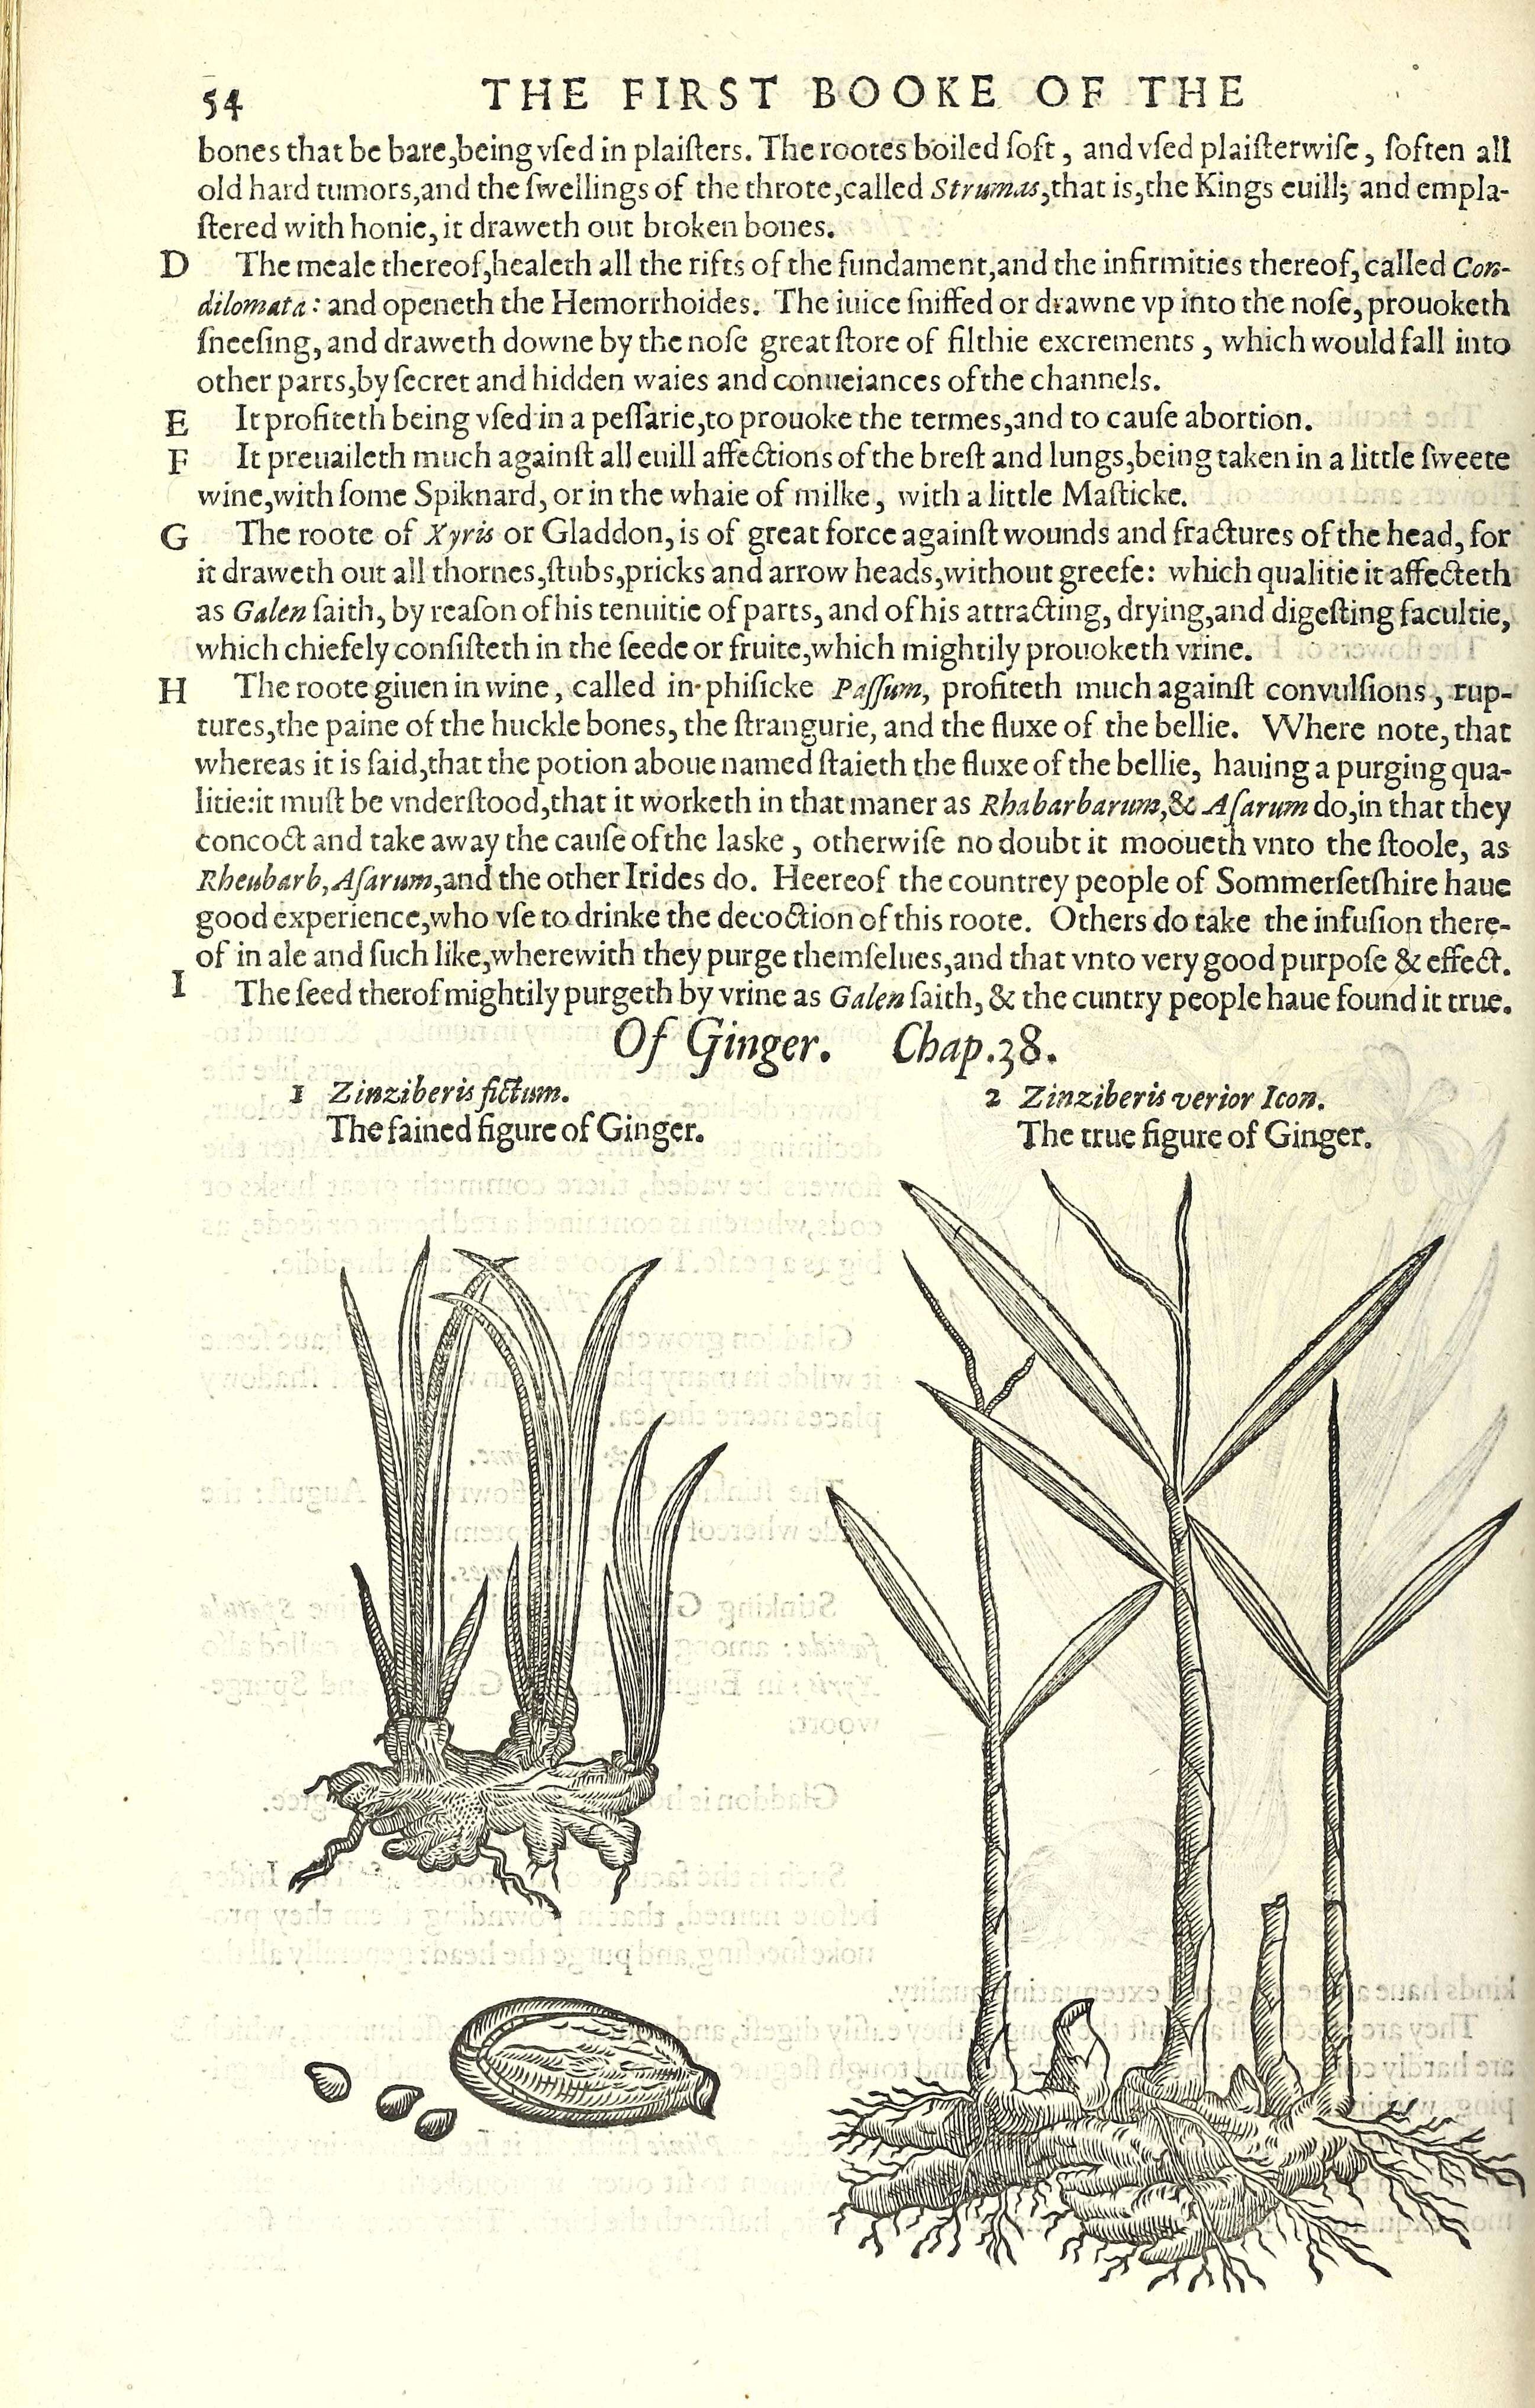 54 THE FIRST BOOKE OF THE
bones that be bare, being vsed in plaisters. The rootes boiled soft, and vsed plaisterwise, soften all
old hard tumors, and the swellings of the throte, called Strumas, that is, the Kings euill; and empla-
stered with honie, it draweth out broken bones.
D The meale thereof, healeth all the rifts of the fundament, and the infirmities thereof, called Con-
dilomata: and openeth the Hemorrhoides. The iuice sniffed or drawne vp into the nose, prouoketh
sneesing, and draweth downe by the nose great store of filthie excrements, which would fall into
other parts, by secret and hidden waies and conueiances of the channels.
E It profiteth being vsed in a pessarie, to prouoke the termes, and to cause abortion.
F It preuaileth much against all euill affections of the brest and lungs, being taken in a little sweete
wine, with some Spiknard, or in the whaie of milke, with a little Masticke.
G The roote of Xyris or Gladdon, is of great force against wounds and fractures of the head, for
it draweth out all thornes, stubs, pricks and arrow heads, without greefe: which qualitie it affecteth
as Galen saith, by reason of his tenuitie of parts, and of his attracting, drying, and digesting facultie,
which chiefely consisteth in the seede or fruite, which mightily prouoketh vrine.
H The roote giuen in wine, called in phisicke Passum, profiteth much against convulsions, rup-
tures, the paine of the huckle bones, the strangurie, and the fluxe of the bellie. Where note, that
whereas it is said, that the potion aboue named staieth the fluxe of the bellie, hauing a purging qua-
litie: it must be vnderstood, that it worketh in that maner as Rhabarbarum, & Asarum do, in that they
concoct and take away the cause of the laske, otherwise no doubt it mooueth vnto the stoole, as
Rheubarb, Asarum, and the other Irides do. Heereof the countrey people of Sommersetshire haue
good experience, who vse to drinke the decoction of this roote. Others do take the infusion there-
of in ale and such like, wherewith they purge themselues, and that vnto very good purpose & effect.
I The seed therof mightily purgeth by vrine as Galen saith, & the cuntry people haue found it true.
Of Ginger. Chap.38.
1 Zinziberis fictum.
The fained figure of Ginger.
2 Zinziberis verior Icon.
The true figure of Ginger.